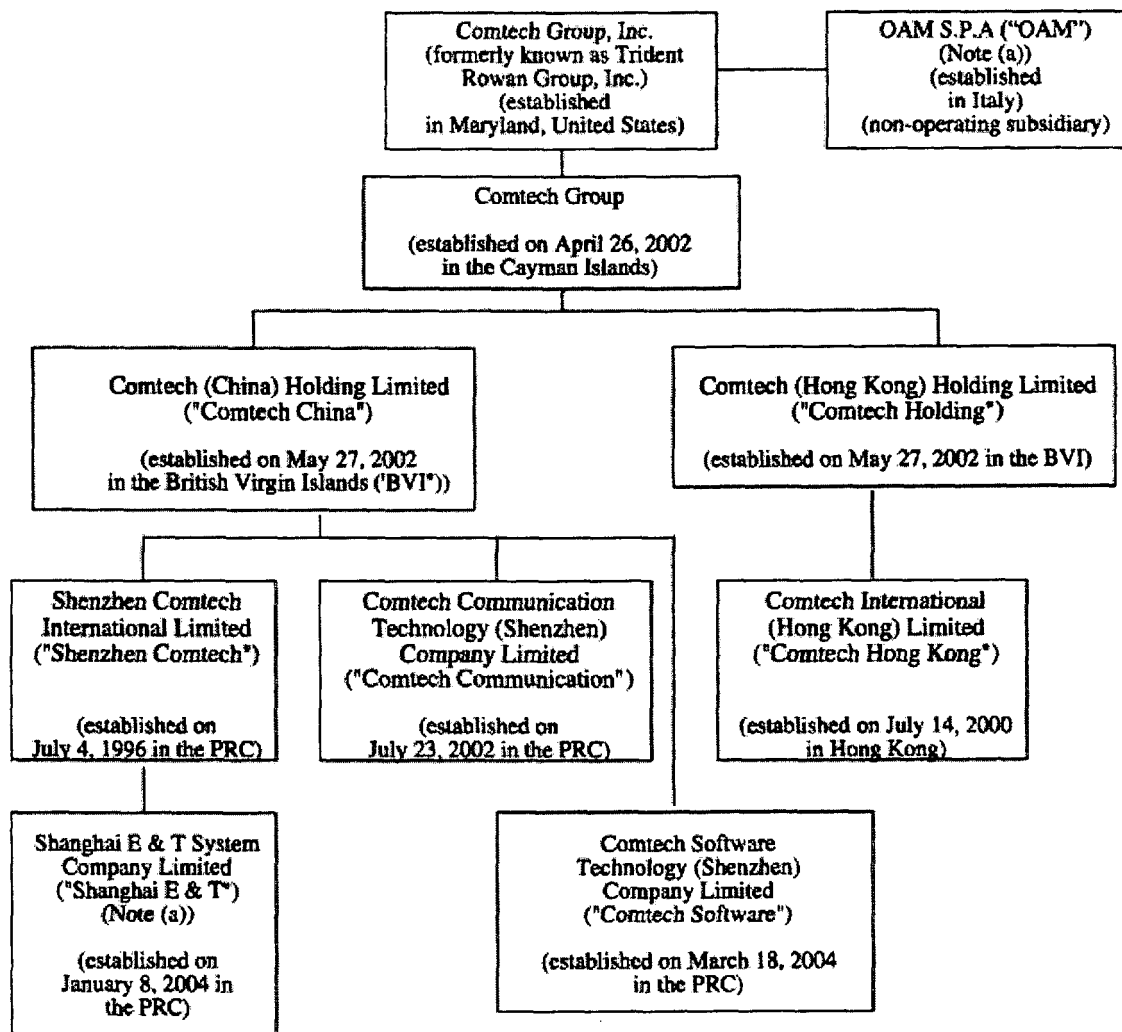 Comtech Group, Inc.
(formerly known as Trident
Rowan Group, Inc.)
(established
in Maryland, United States)
OAM S.P.A ("OAM")
(Note (a))
(established
in Italy)
(non-operating subsidiary)
Comtech Group
(established on April 26, 2002
in the Cayman Islands)
Comtech (China) Holding Limited
("Comtech China")
(established on May 27, 2002
in the British Virgin Islands ('BVI"))
Comtech (Hong Kong) Holding Limited
("Comtech Holding")
(established on May 27, 2002 in the BVI)
Shenzhen Comtech
International Limited
("Shenzhen Comtech")
(established on
July 4, 1996 in the PRC)
Comtech Communication
Technology (Shenzhen)
Company Limited
("Comtech Communication")
(established on
July 23, 2002 in the PRC)
Comtech International
(Hong Kong) Limited
("Comtech Hong Kong")
(established on July 14, 2000
in Hong Kong)
Shanghai E & T System
Company Limited
("Shanghai E & T")
(Note (a))
(established on
January 8, 2004 in
the PRC)
Comtech Software
Technology (Shenzhen)
Company Limited
("Comtech Software")
(established on March 18, 2004
in the PRC)